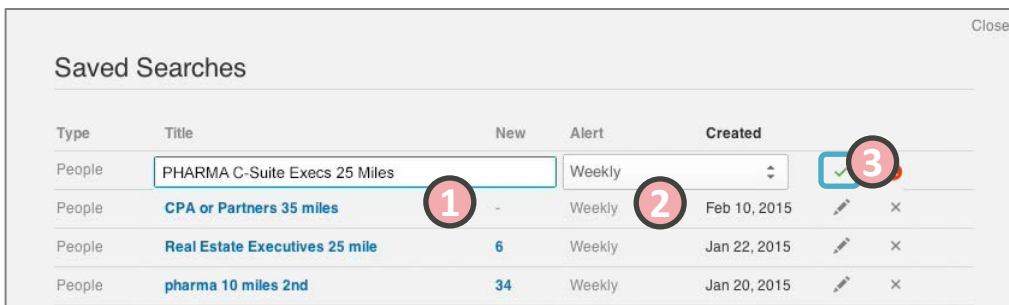 Close
Saved Searches
Type Title New Alert Created
People PHARMA C-Suite Execs 25 Miles Weekly 3
People CPA or Partners 35 miles 1 - Weekly 2 Feb 10, 2015
People Real Estate Executives 25 mile 6 Weekly Jan 22, 2015
People pharma 10 miles 2nd 34 Weekly Jan 20, 2015